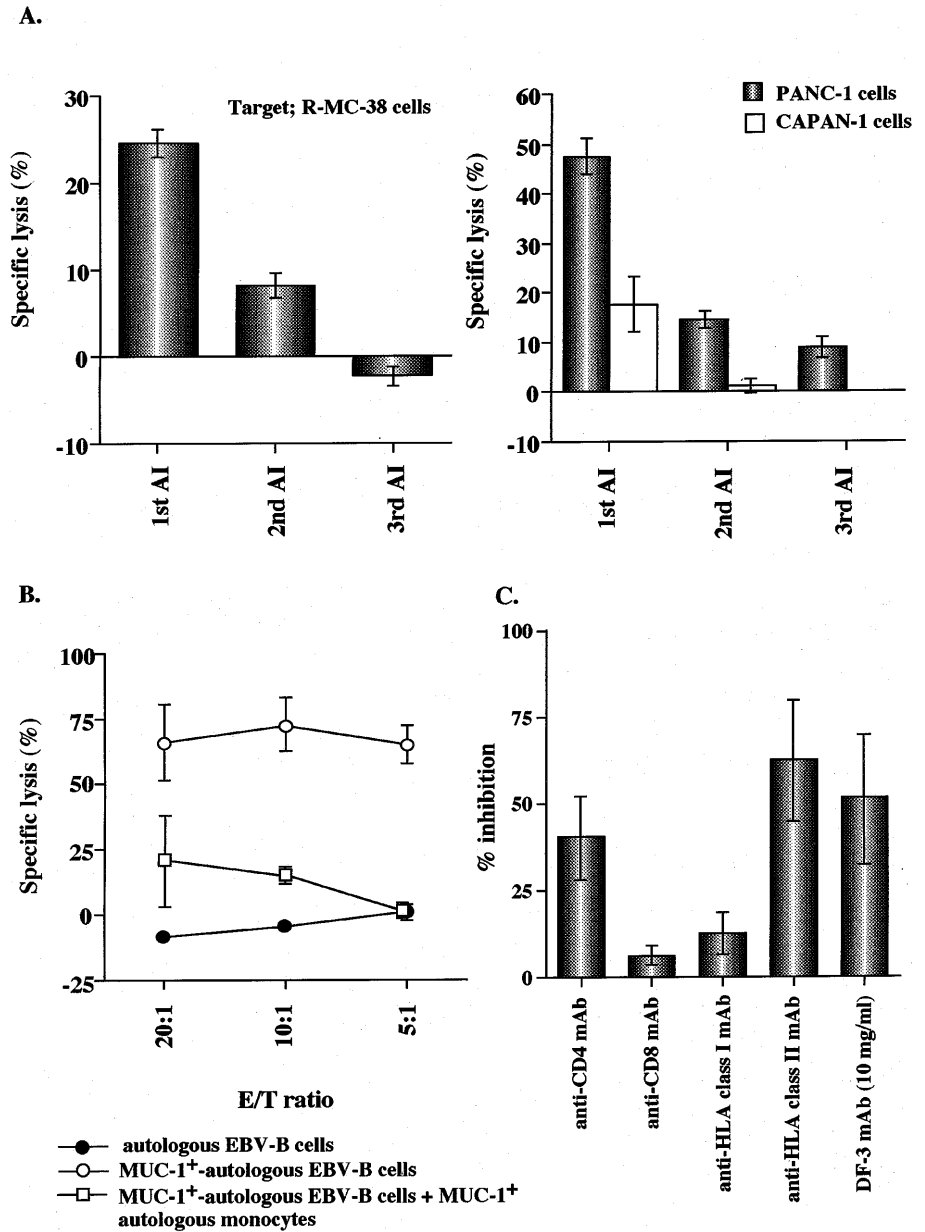 A.
30
20
10
0
-10
Specific lysis (%)
Target; R-MC-38 cells
1st AI
2nd AI
3rd AI
60
50
40
30
20
10
0
-10
Specific lysis (%)
PANC-1 cells
CAPAN-1 cells
1st AI
2nd AI
3rd AI
B.
100
75
50
25
0
-25
Specific lysis (%)
20:1
10:1
5:1
E/T ratio
autologous EBV-B cells
MUC-1+-autologous EBV-B cells
MUC-1+-autologous EBV-B cells + MUC-1+
autologous monocytes
C.
100
75
50
25
0
% inhibition
anti-CD4 mAb
anti-CD8 mAb
anti-HLA class I mAb
anti-HLA class II mAb
DF-3 mAb (10 mg/ml)